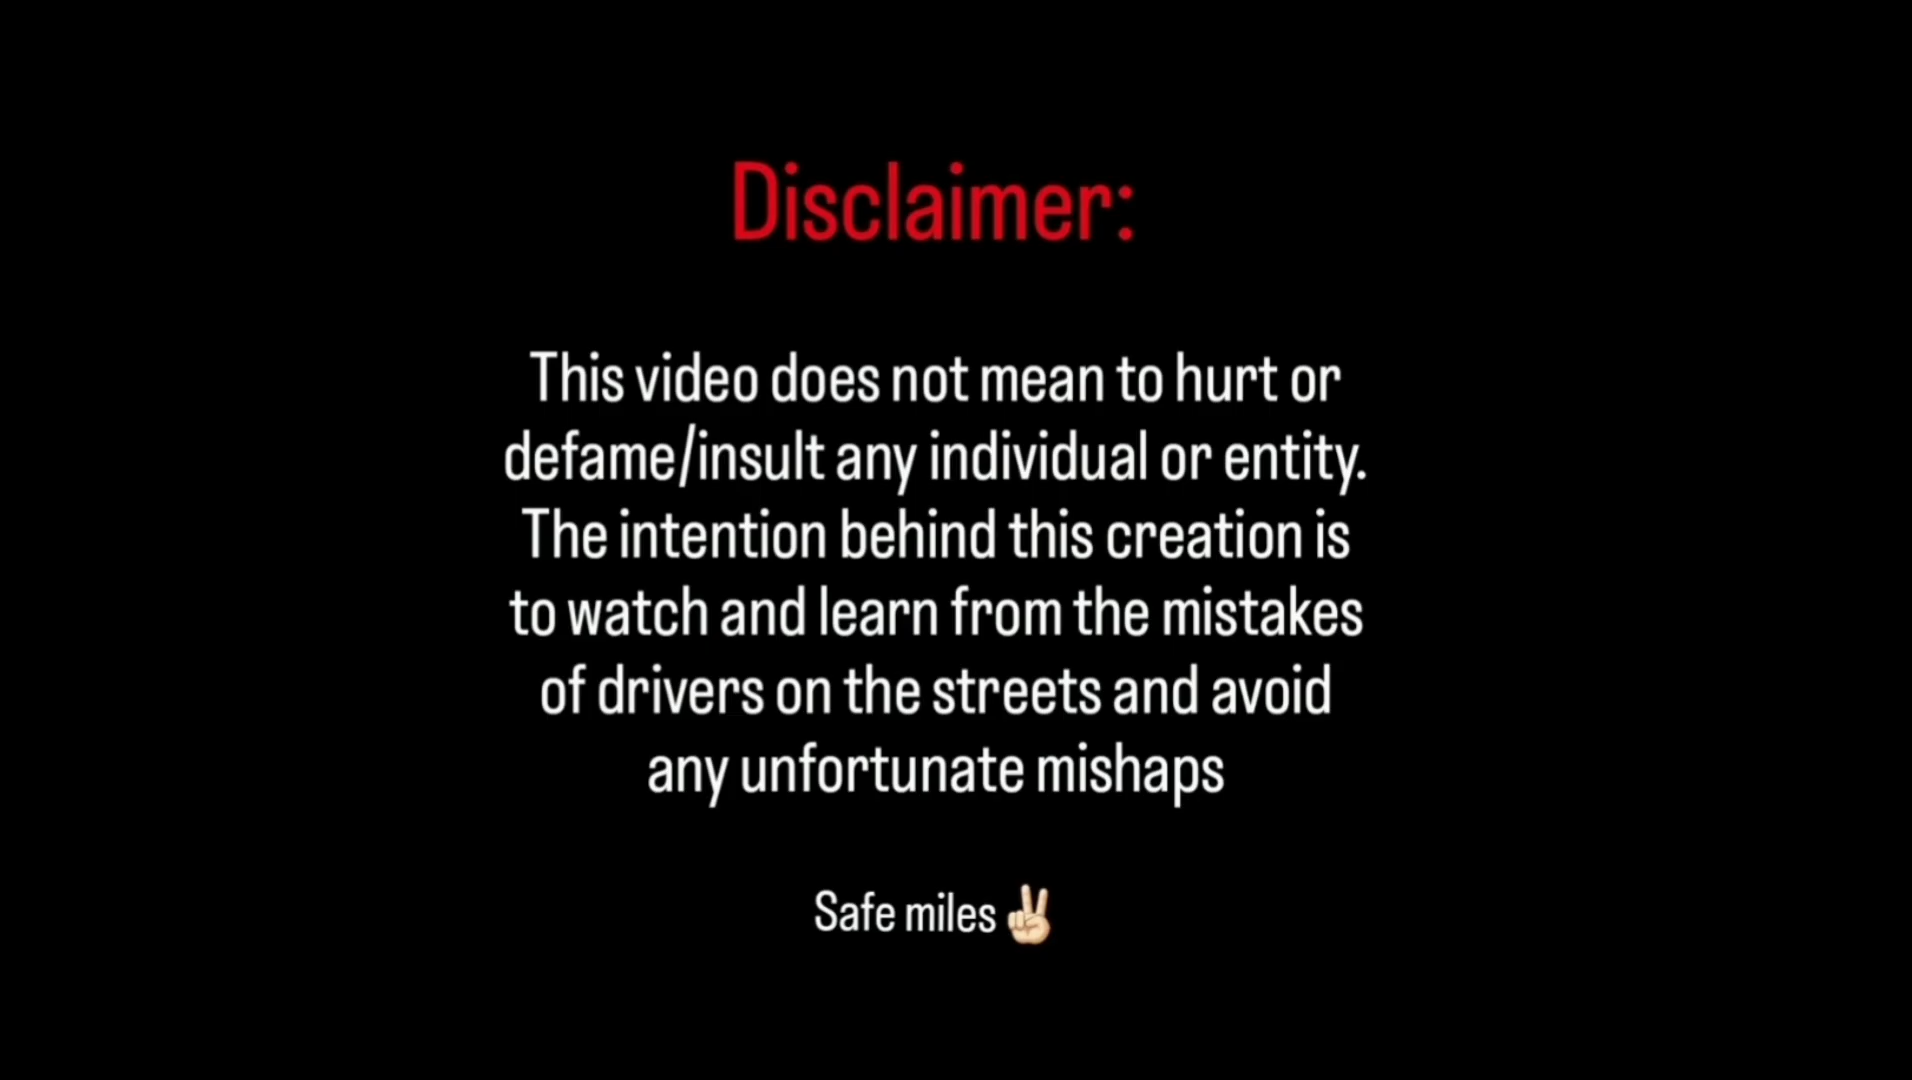 Disclaimer:
This video does not mean to hurt or
defame/insult any individual or entity.
The intention behind this creation is
to watch and learn from the mistakes
of drivers on the streets and avoid
any unfortunate mishaps
Safe miles ✌🏻